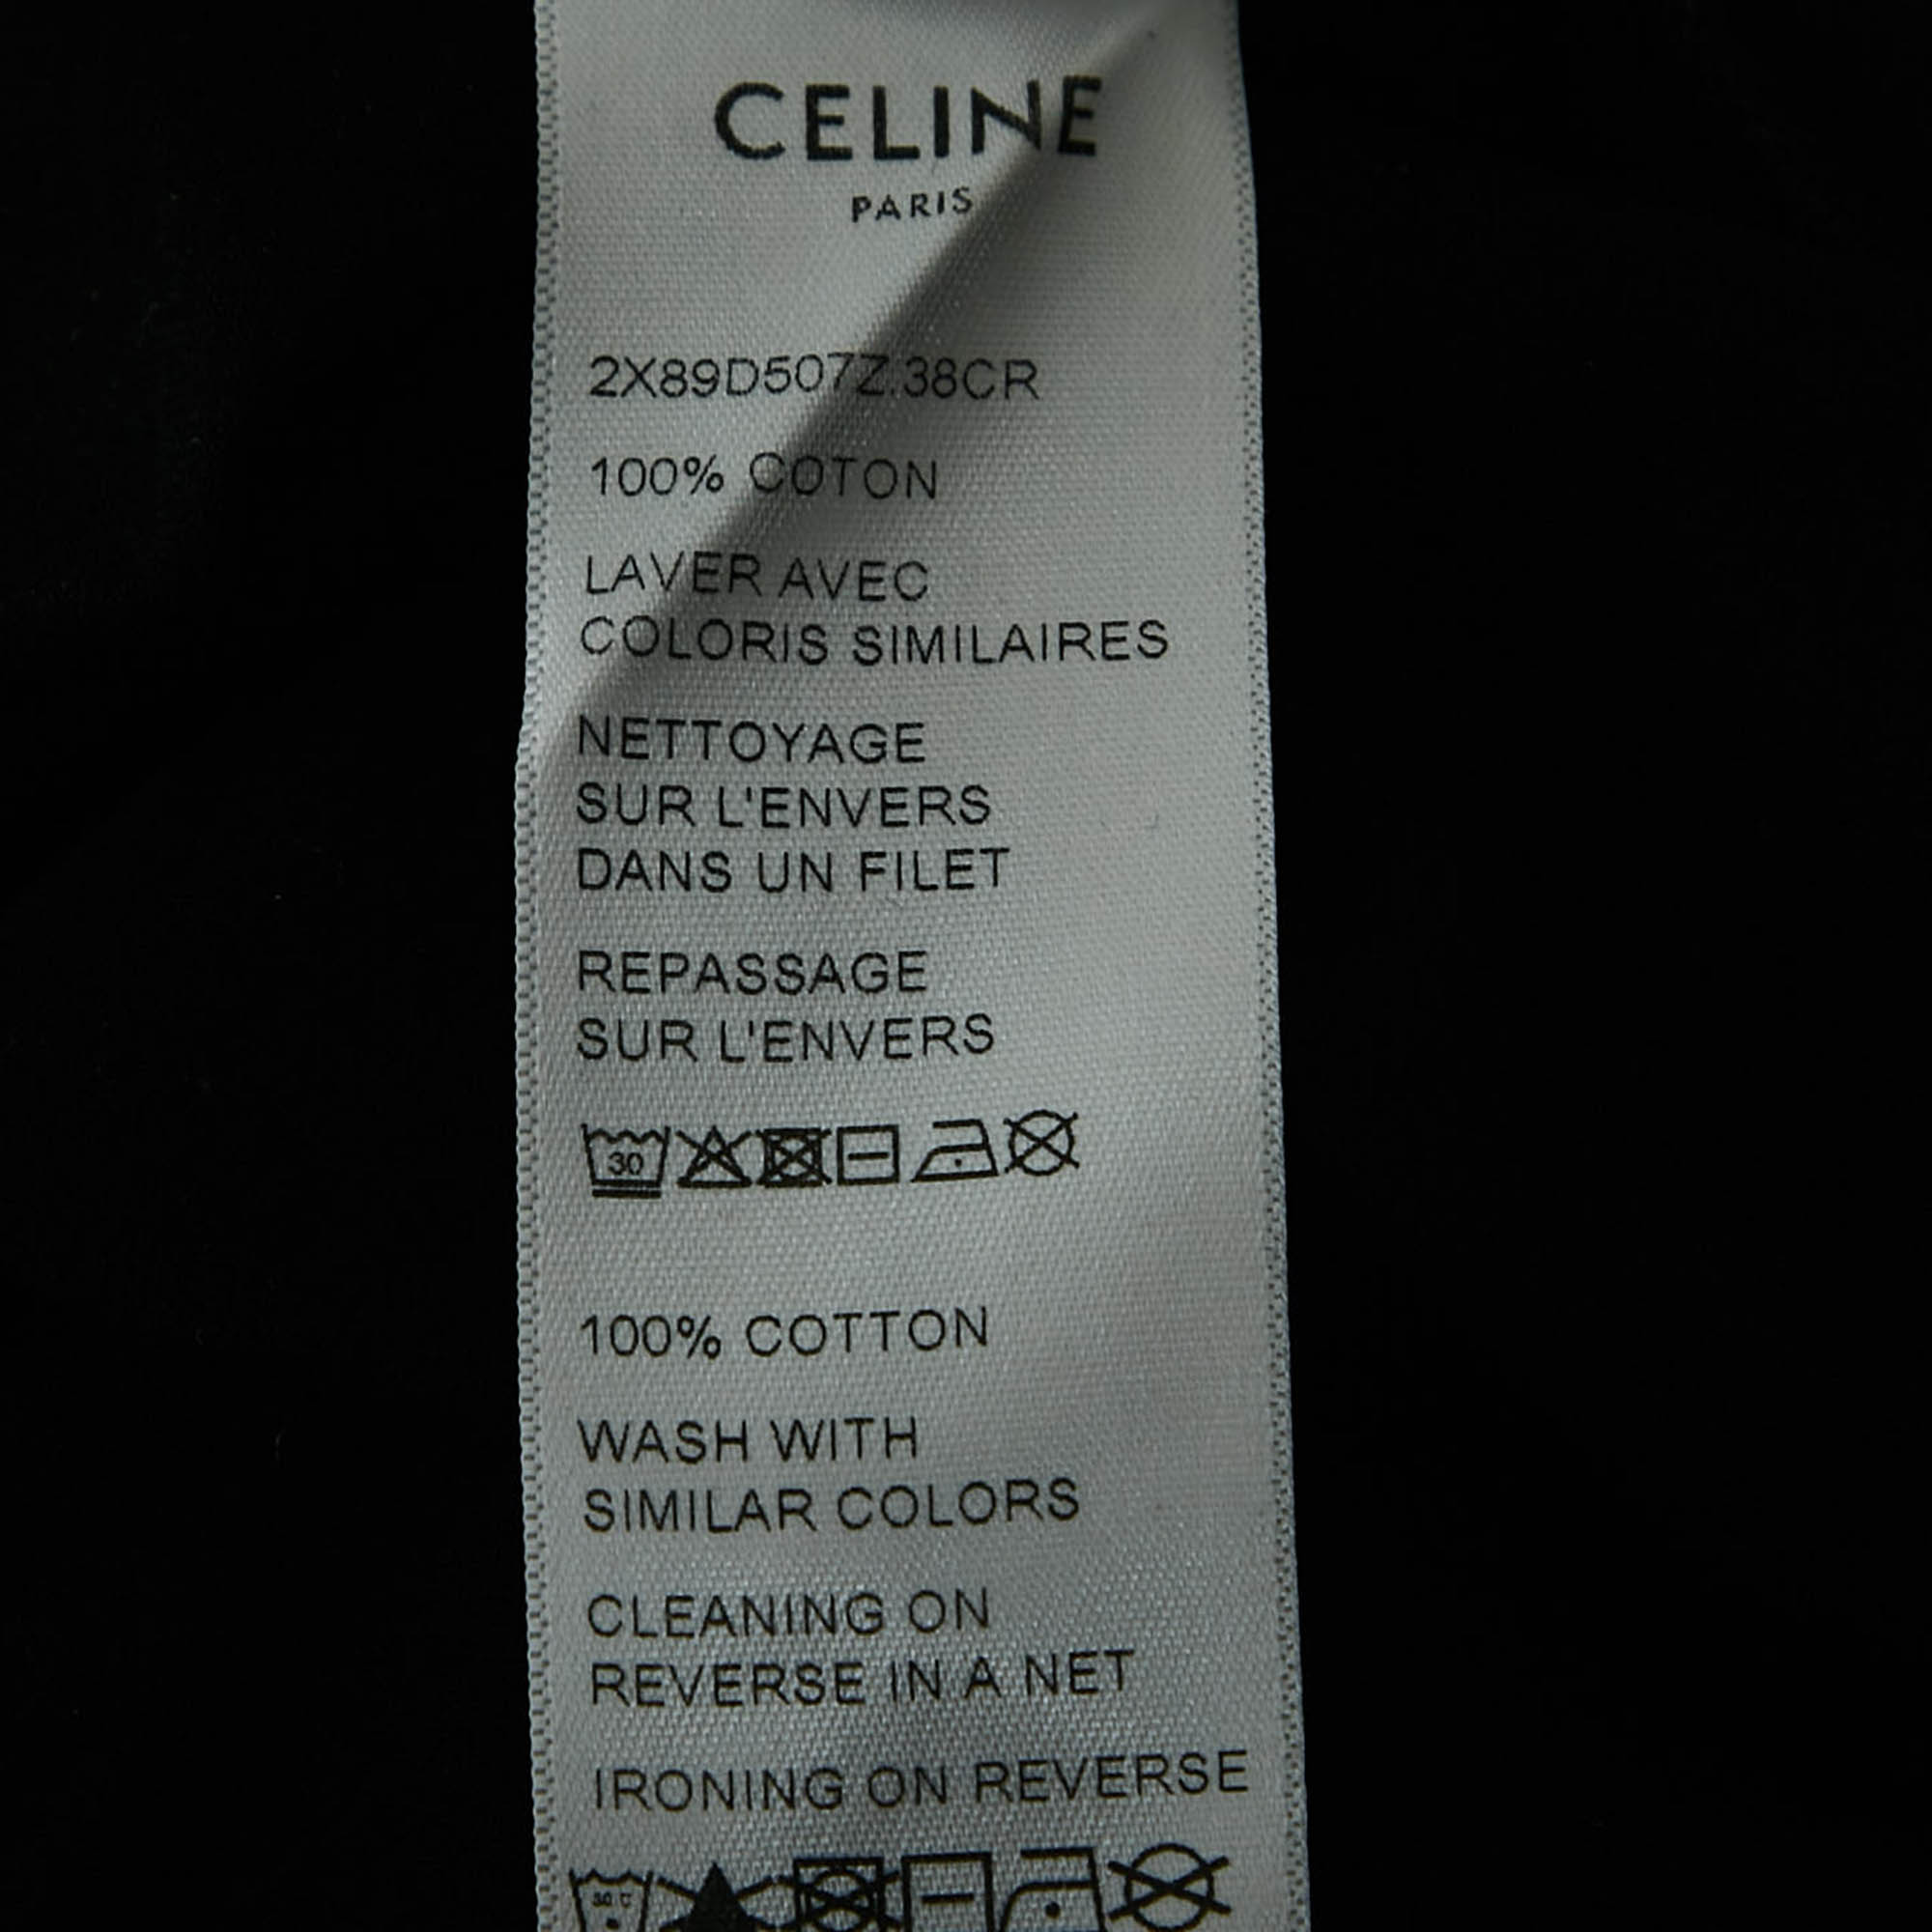 CELINE
PARIS
2X89D507Z.38CR
100% COTON
LAVER AVEC
COLORIS SIMILAIRES
NETTOYAGE
SUR L'ENVERS
DANS UN FILET
REPASSAGE
SUR L'ENVERS
30
100% COTTON
WASH WITH
SIMILAR COLORS
CLEANING ON
REVERSE IN A NET
IRONING ON REVERSE
30 C